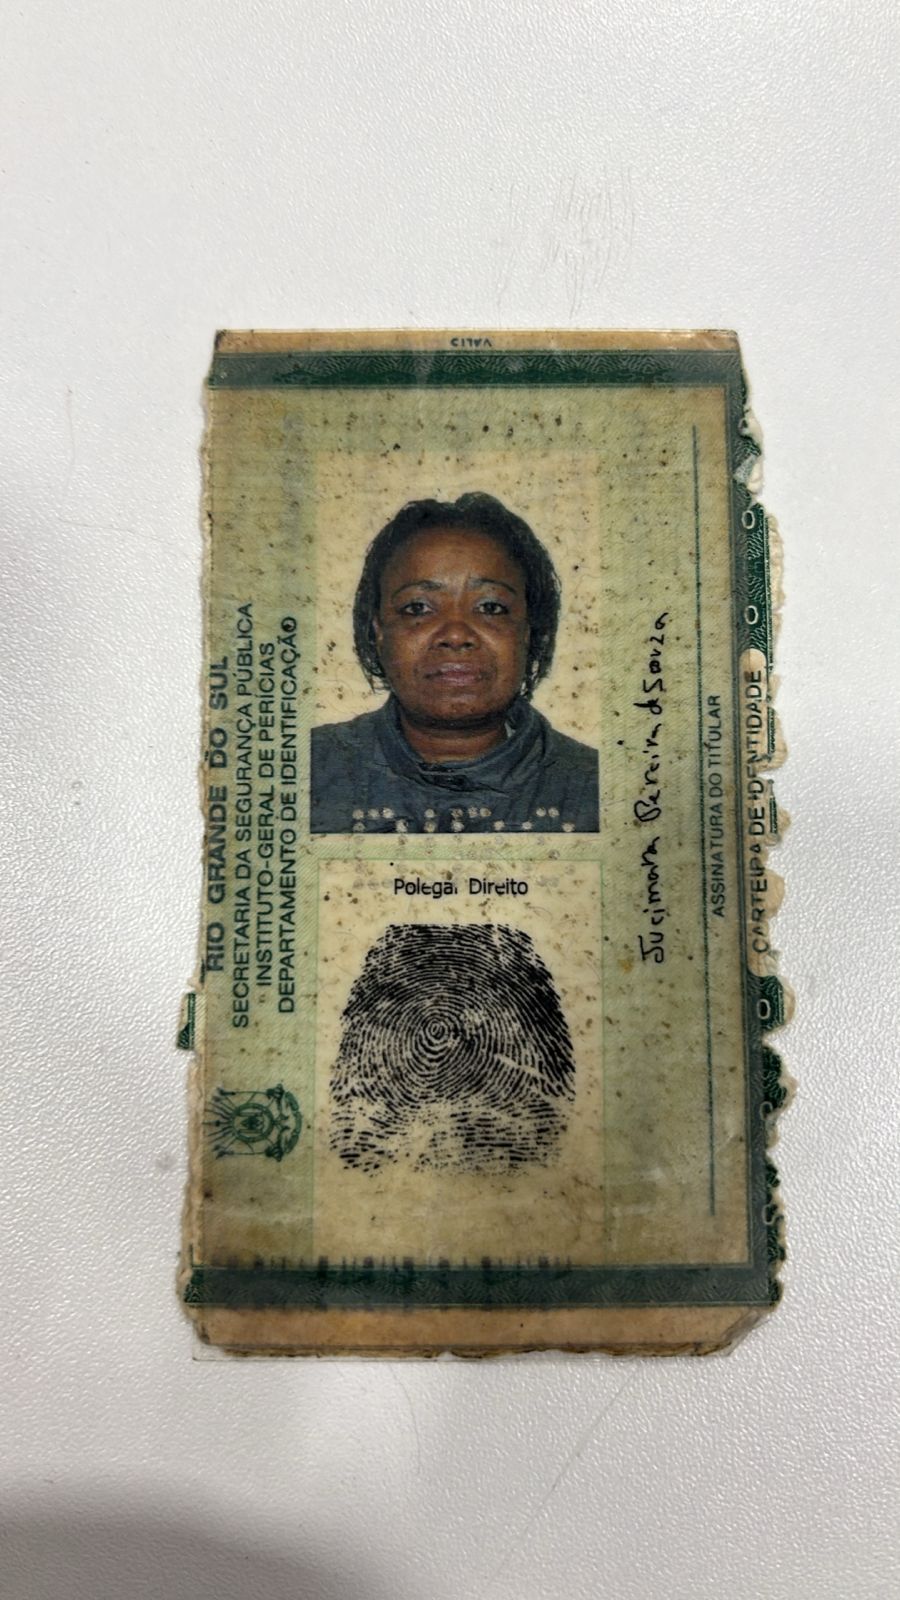 VALID
RIO GRANDE DO SUL
SECRETARIA DA SEGURANÇA PÚBLICA
INSTITUTO-GERAL DE PERÍCIAS
DEPARTAMENTO DE IDENTIFICAÇÃO
Polegar Direito
Jucimara Pereira de Souza
ASSINATURA DO TITULAR
CARTEIRA DE IDENTIDADE